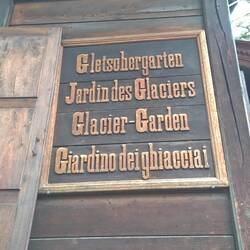 Gletschergarten
Jardin des Glaciers
Glacier-Garden
Giardino dei ghiacciai